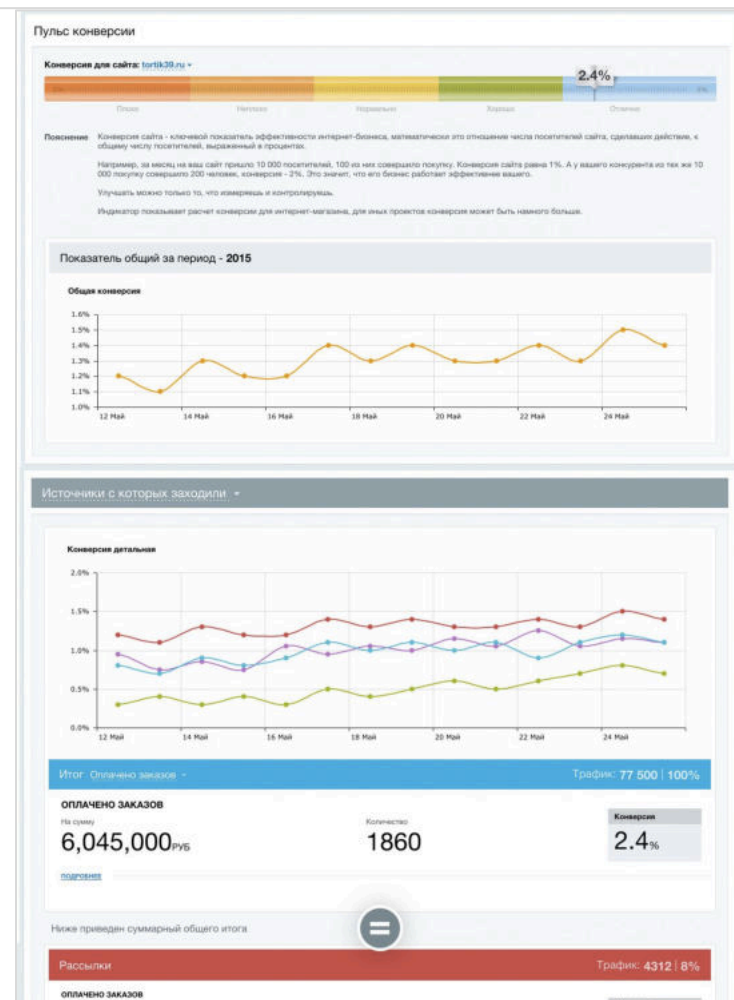 Пульс конверсии
Конверсия для сайта: tortik39.ru
2.4%
0%
4%
Плохо Неплохо Нормально Хорошо Отлично
Пояснение Конверсия сайта - ключевой показатель эффективности интернет-бизнеса, математически это отношение числа посетителей сайта, сделавших действие, к
общему числу посетителей, выраженный в процентах.
Например, за месяц на ваш сайт пришло 10 000 посетителей, 100 из них совершило покупку. Конверсия сайта равна 1%. А у вашего конкурента из тех же 10
000 покупку совершило 200 человек, конверсия - 2%. Это значит, что его бизнес работает эффективнее вашего.
Улучшать можно только то, что измеряешь и контролируешь.
Индикатор показывает расчет конверсии для интернет-магазина, для иных проектов конверсия может быть намного больше.
Показатель общий за период - 2015
Общая конверсия
1.6%
1.5%
1.4%
1.3%
1.2%
1.1%
1.0%
12 Май 14 Май 16 Май 18 Май 20 Май 22 Май 24 Май
Источники с которых заходили
Конверсия детальная
2.0%
1.5%
1.0%
0.5%
0.0%
12 Май 14 Май 16 Май 18 Май 20 Май 22 Май 24 Май
Итог Оплачено заказов Трафик: 77 500 | 100%
ОПЛАЧЕНО ЗАКАЗОВ
На сумму Количество Конверсия
6,045,000РУБ 1860 2.4%
ПОДРОБНЕЕ
Ниже приведен суммарный общего итога
Рассылки Трафик: 4312 | 8%
ОПЛАЧЕНО ЗАКАЗОВ